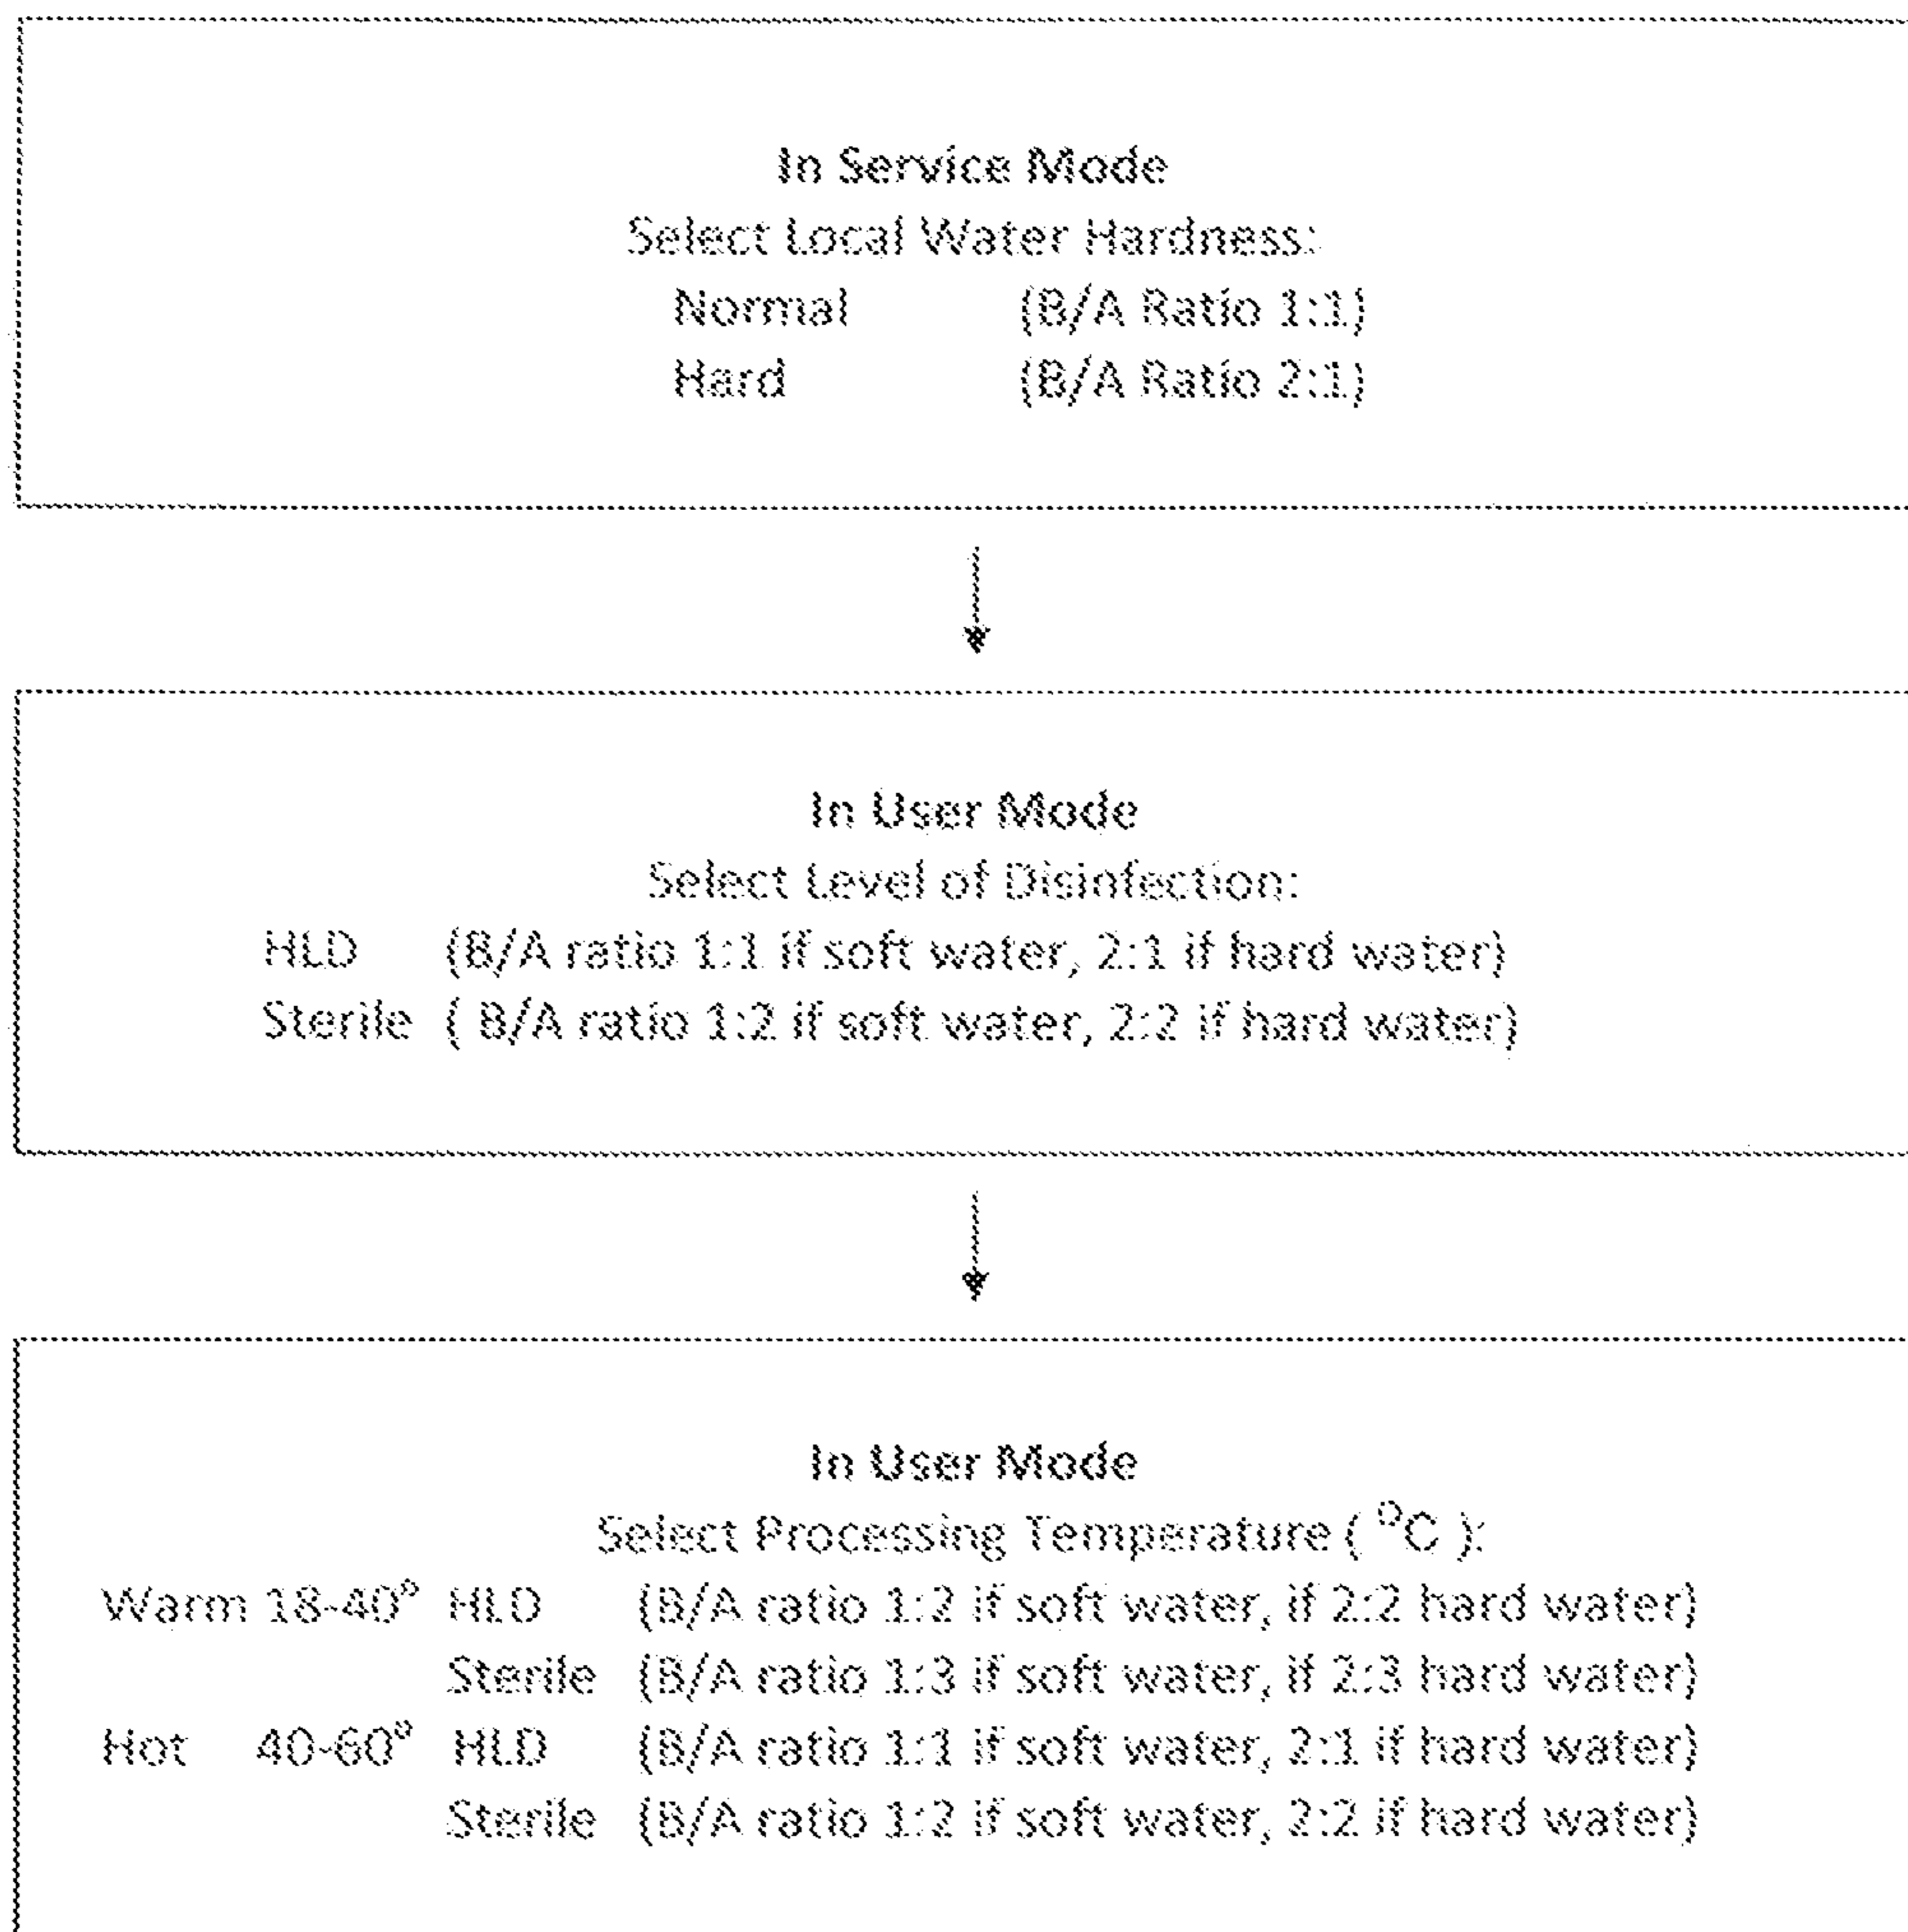 In Service Mode
Select Local Water Hardness:
Normal (B/A Ratio 1:1)
Hard (B/A Ratio 2:1)
In User Mode
Select Level of Disinfection:
HLD (B/A ratio 1:1 if soft water, 2:1 if hard water)
Sterile ( B/A ratio 1:2 if soft water, 2:2 if hard water)
In User Mode
Select Processing Temperature ( °C ):
Warm 18-40° HLD (B/A ratio 1:2 if soft water, if 2:2 hard water)
Sterile (B/A ratio 1:3 if soft water, if 2:3 hard water)
Hot 40-60° HLD (B/A ratio 1:1 if soft water, 2:1 if hard water)
Sterile (B/A ratio 1:2 if soft water, 2:2 if hard water)